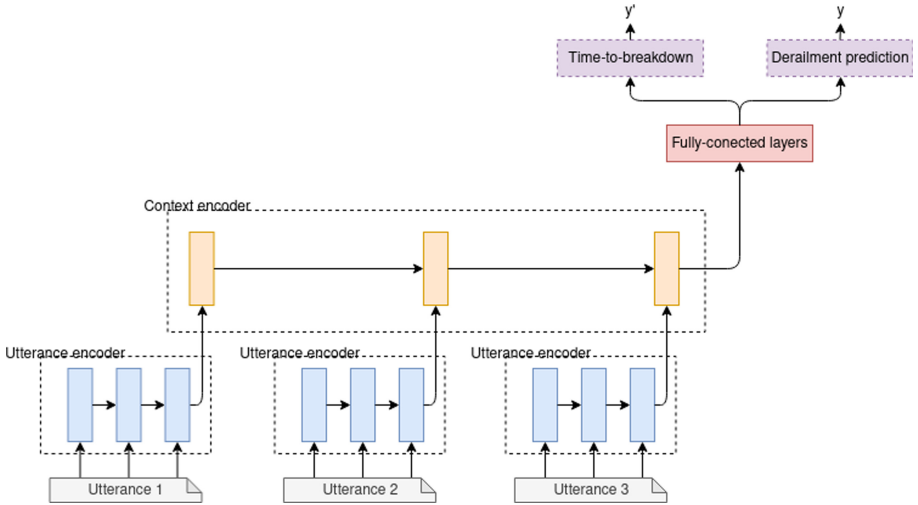 y' y
Time-to-breakdown Derailment prediction
Fully-conected layers
Context encoder
Utterance encoder Utterance encoder Utterance encoder
Utterance 1 Utterance 2 Utterance 3